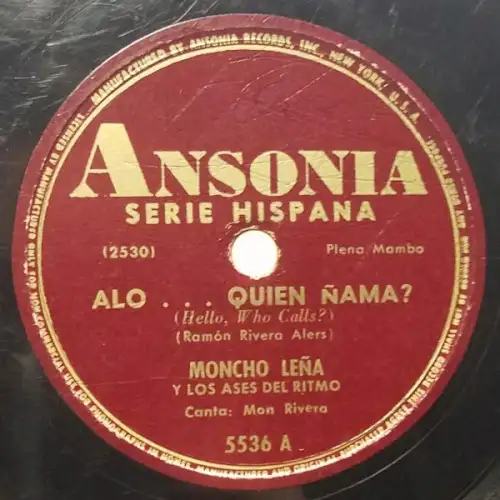 MANUFACTURED BY ANSONIA RECORDS, INC. NEW YORK, U.S.A.
ANSONIA
SERIE HISPANA
(2530)
Plena Mambo
ALO . . . QUIEN ÑAMA?
(Hello, Who Calls?)
(Ramón Rivera Alers)
MONCHO LEÑA
Y LOS ASES DEL RITMO
Canta: Mon Rivera
5536 A